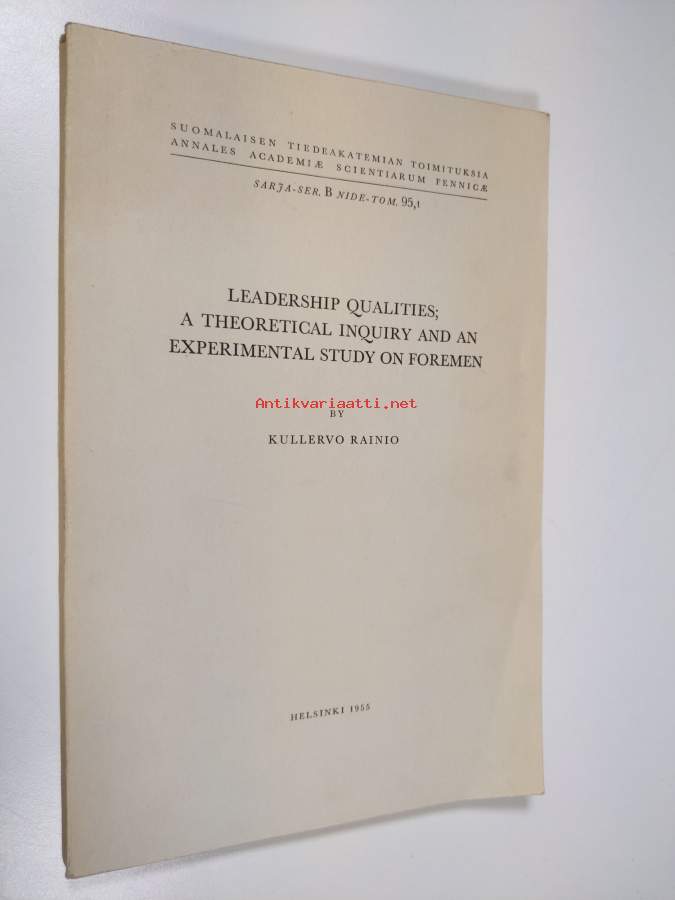 SUOMALAISEN TIEDEAKATEMIAN TOIMITUKSIA
ANNALES ACADEMIÆ SCIENTIARUM FENNICÆ
SARJA-SER. B NIDE-TOM. 95,1
LEADERSHIP QUALITIES;
A THEORETICAL INQUIRY AND AN
EXPERIMENTAL STUDY ON FOREMEN
Antikvariaatti.net
BY
KULLERVO RAINIO
HELSINKI 1955